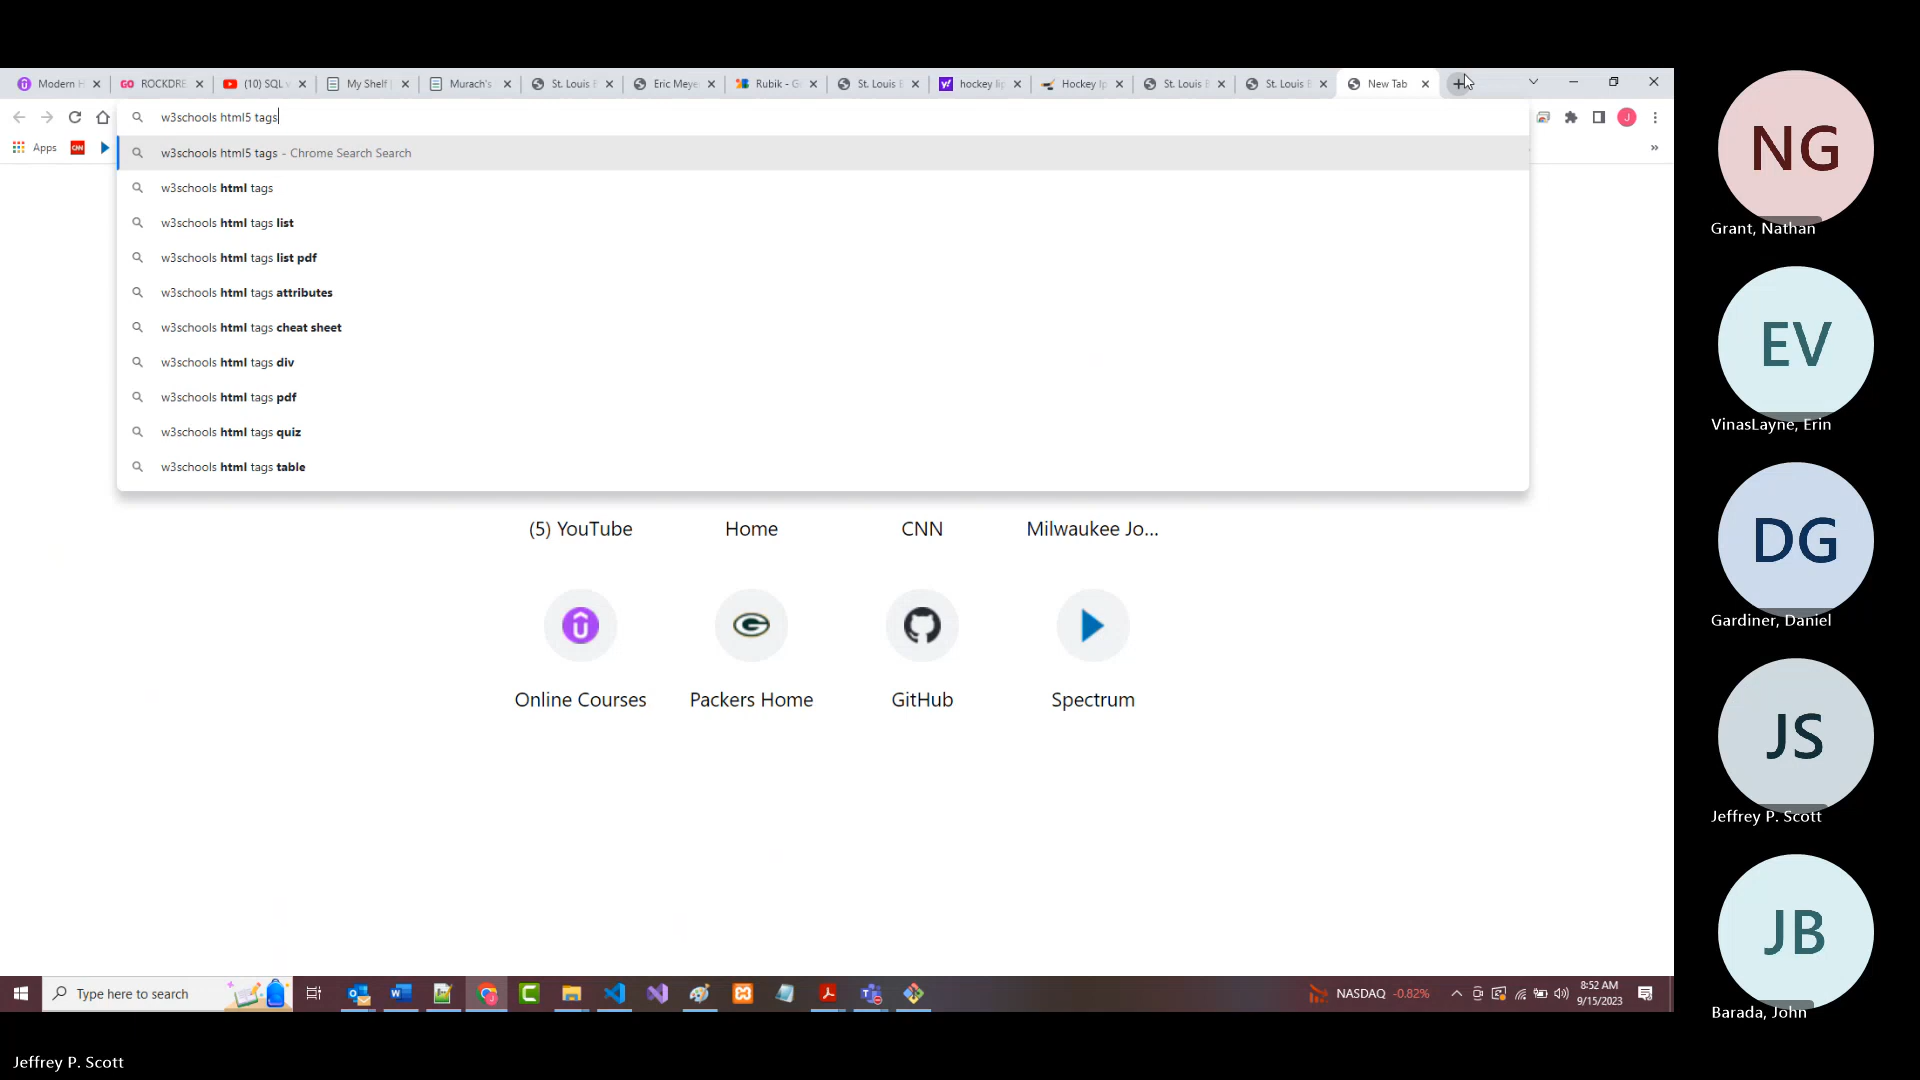 Modern H
GO ROCKDRE
(10) SQL v
My Shelf
Murach's
St. Louis B
Eric Meye
Rubik - G
St. Louis B
y! hockey lip
Hockey Ip
St. Louis B
St. Louis B
New Tab
w3schools html5 tags
Apps
CNN
w3schools html5 tags - Chrome Search Search
w3schools html tags
w3schools html tags list
w3schools html tags list pdf
w3schools html tags attributes
w3schools html tags cheat sheet
w3schools html tags div
w3schools html tags pdf
w3schools html tags quiz
w3schools html tags table
J
(5) YouTube
Home
CNN
Milwaukee Jo...
Online Courses
Packers Home
GitHub
Spectrum
Type here to search
NASDAQ -0.82%
8:52 AM
9/15/2023
Jeffrey P. Scott
NG
Grant, Nathan
EV
VinasLayne, Erin
DG
Gardiner, Daniel
JS
Jeffrey P. Scott
JB
Barada, John